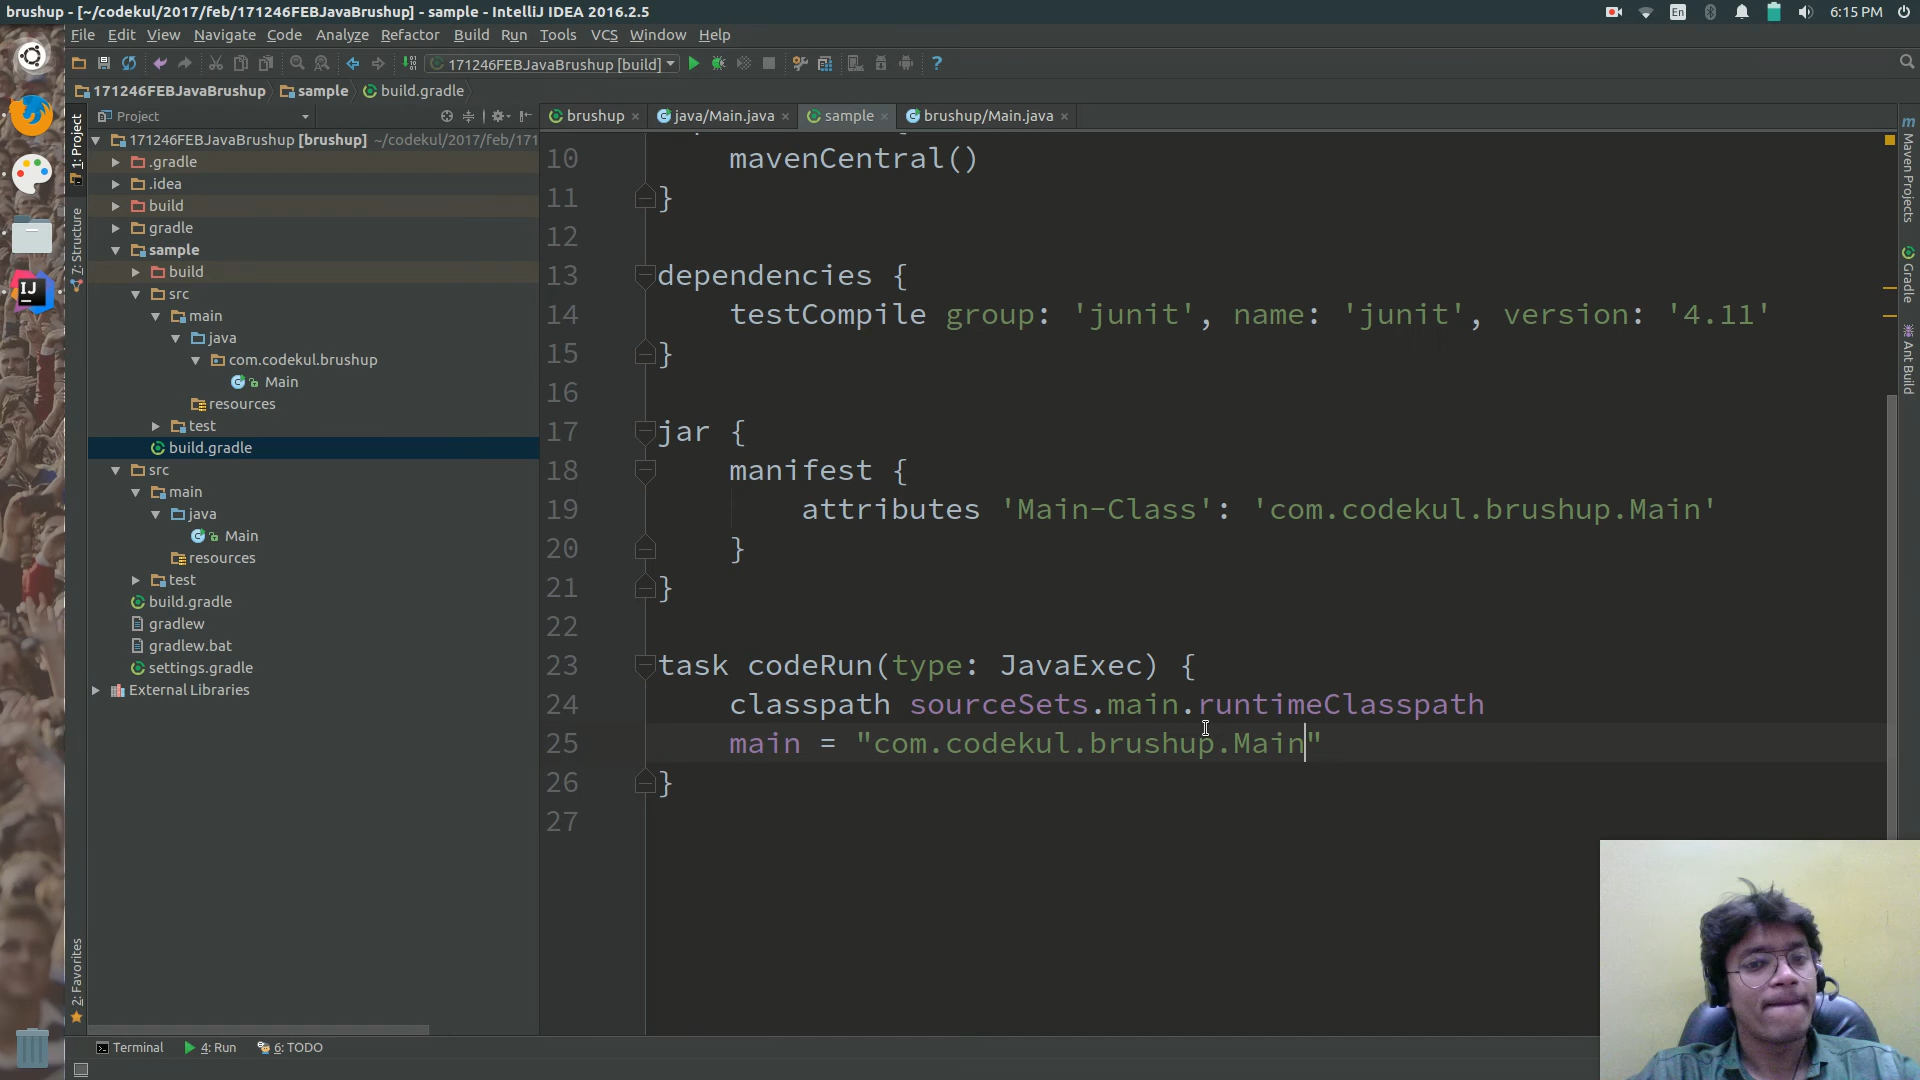 brushup - [~/codekul/2017/feb/171246FEBJavaBrushup] - sample - IntelliJ IDEA 2016.2.5
En
6:15 PM
File Edit View Navigate Code Analyze Refactor Build Run Tools VCS Window Help
171246FEBJavaBrushup [build]
171246FEBJavaBrushup sample build.gradle
Project
brushup
java/Main.java
sample
brushup/Main.java
1: Project
7: Structure
2: Favorites
171246FEBJavaBrushup [brushup] ~/codekul/2017/feb/171
.gradle
.idea
build
gradle
sample
build
src
main
java
com.codekul.brushup
Main
resources
test
build.gradle
src
main
java
Main
resources
test
build.gradle
gradlew
gradlew.bat
settings.gradle
External Libraries
10 mavenCentral()
11 }
12
13 dependencies {
14 testCompile group: 'junit', name: 'junit', version: '4.11'
15 }
16
17 jar {
18 manifest {
19 attributes 'Main-Class': 'com.codekul.brushup.Main'
20 }
21 }
22
23 task codeRun(type: JavaExec) {
24 classpath sourceSets.main.runtimeClasspath
25 main = "com.codekul.brushup.Main"
26 }
27
Maven Projects
Gradle
Ant Build
Terminal
4: Run
6: TODO
IJ